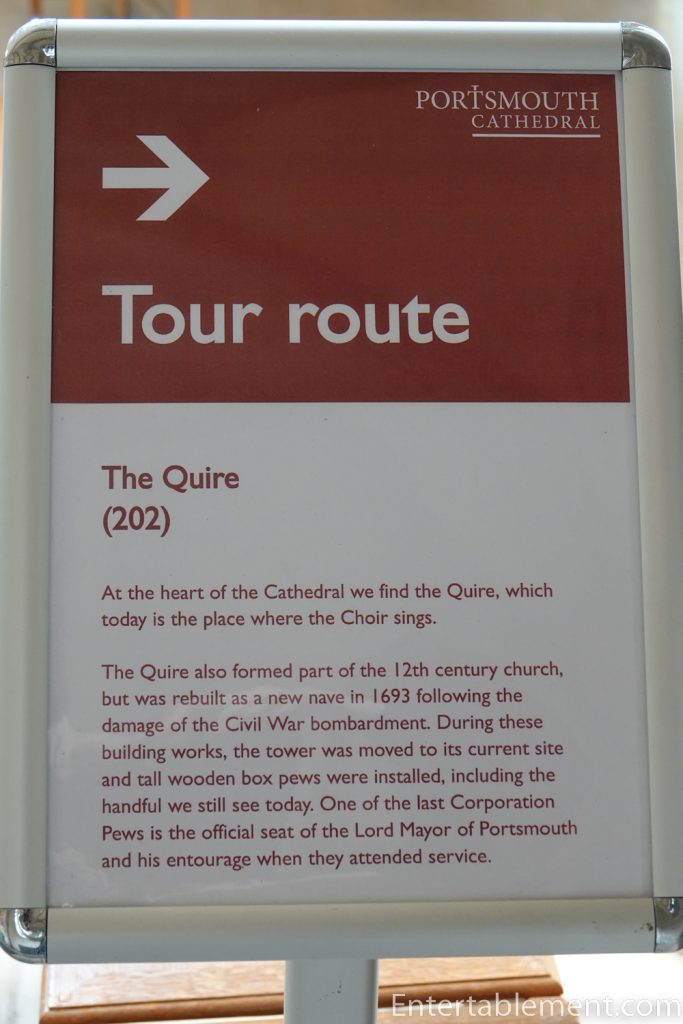 PORTSMOUTH
CATHEDRAL
Tour route
The Quire
(202)
At the heart of the Cathedral we find the Quire, which
today is the place where the Choir sings.
The Quire also formed part of the 12th century church,
but was rebuilt as a new nave in 1693 following the
damage of the Civil War bombardment. During these
building works, the tower was moved to its current site
and tall wooden box pews were installed, including the
handful we still see today. One of the last Corporation
Pews is the official seat of the Lord Mayor of Portsmouth
and his entourage when they attended service.
Entertablement.com